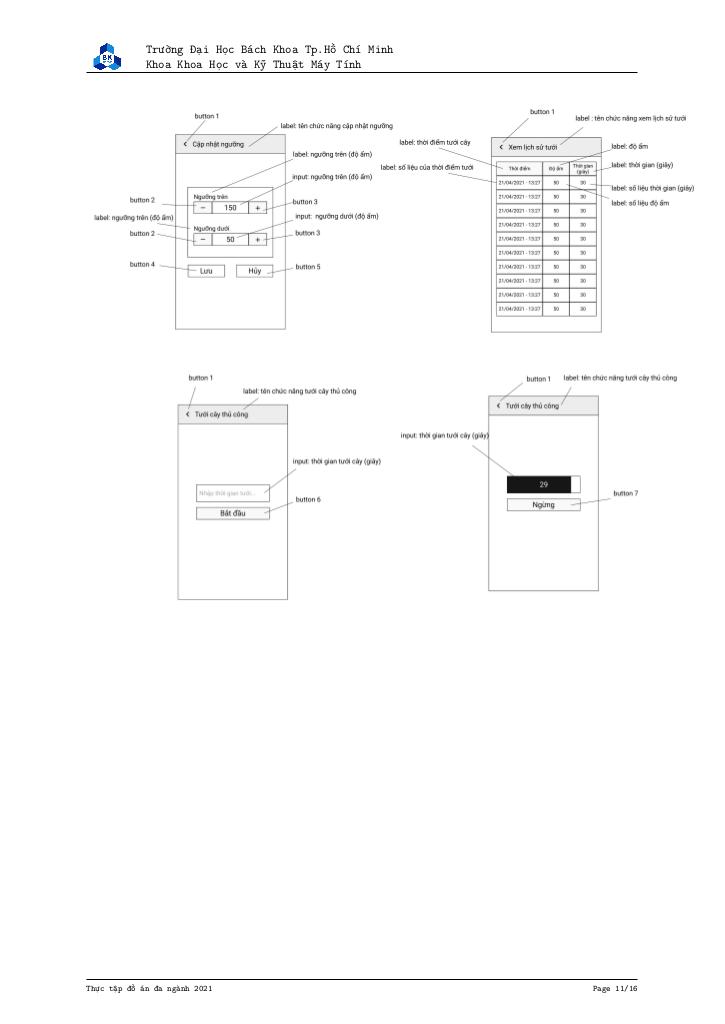 Trường Đại Học Bách Khoa Tp.Hồ Chí Minh
Khoa Khoa Học và Kỹ Thuật Máy Tính
BK
button 1
label: tên chức năng cập nhật ngưỡng
Cập nhật ngưỡng
label: ngưỡng trên (độ ẩm)
input: ngưỡng trên (độ ẩm)
Ngưỡng trên
button 2
− 150 +
button 3
label: ngưỡng trên (độ ẩm)
input: ngưỡng dưới (độ ẩm)
Ngưỡng dưới
button 2
− 50 +
button 3
button 4
Lưu
Hủy
button 5
button 1
label : tên chức năng xem lịch sử tưới
label: thời điểm tưới cây
Xem lịch sử tưới
label: độ ẩm
label: số liệu của thời điểm tưới
Thời điểm Độ ẩm Thời gian (giây)
label: thời gian (giây)
21/04/2021 - 13:27 50 30
label: số liệu thời gian (giây)
21/04/2021 - 13:27 50 30
label: số liệu độ ẩm
21/04/2021 - 13:27 50 30
21/04/2021 - 13:27 50 30
21/04/2021 - 13:27 50 30
21/04/2021 - 13:27 50 30
21/04/2021 - 13:27 50 30
21/04/2021 - 13:27 50 30
21/04/2021 - 13:27 50 30
21/04/2021 - 13:27 50 30
button 1
label: tên chức năng tưới cây thủ công
Tưới cây thủ công
input: thời gian tưới cây (giây)
Nhập thời gian tưới...
button 6
Bắt đầu
button 1
label: tên chức năng tưới cây thủ công
Tưới cây thủ công
input: thời gian tưới cây (giây)
29
button 7
Ngừng
Thực tập đồ án đa ngành 2021
Page 11/16